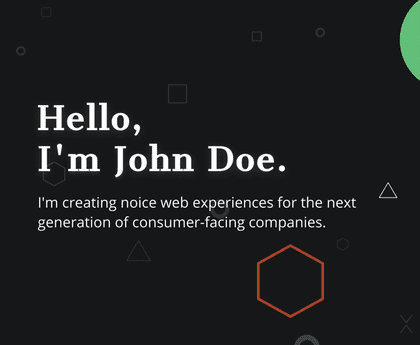 Hello,
I'm John Doe.
I'm creating noice web experiences for the next
generation of consumer-facing companies.